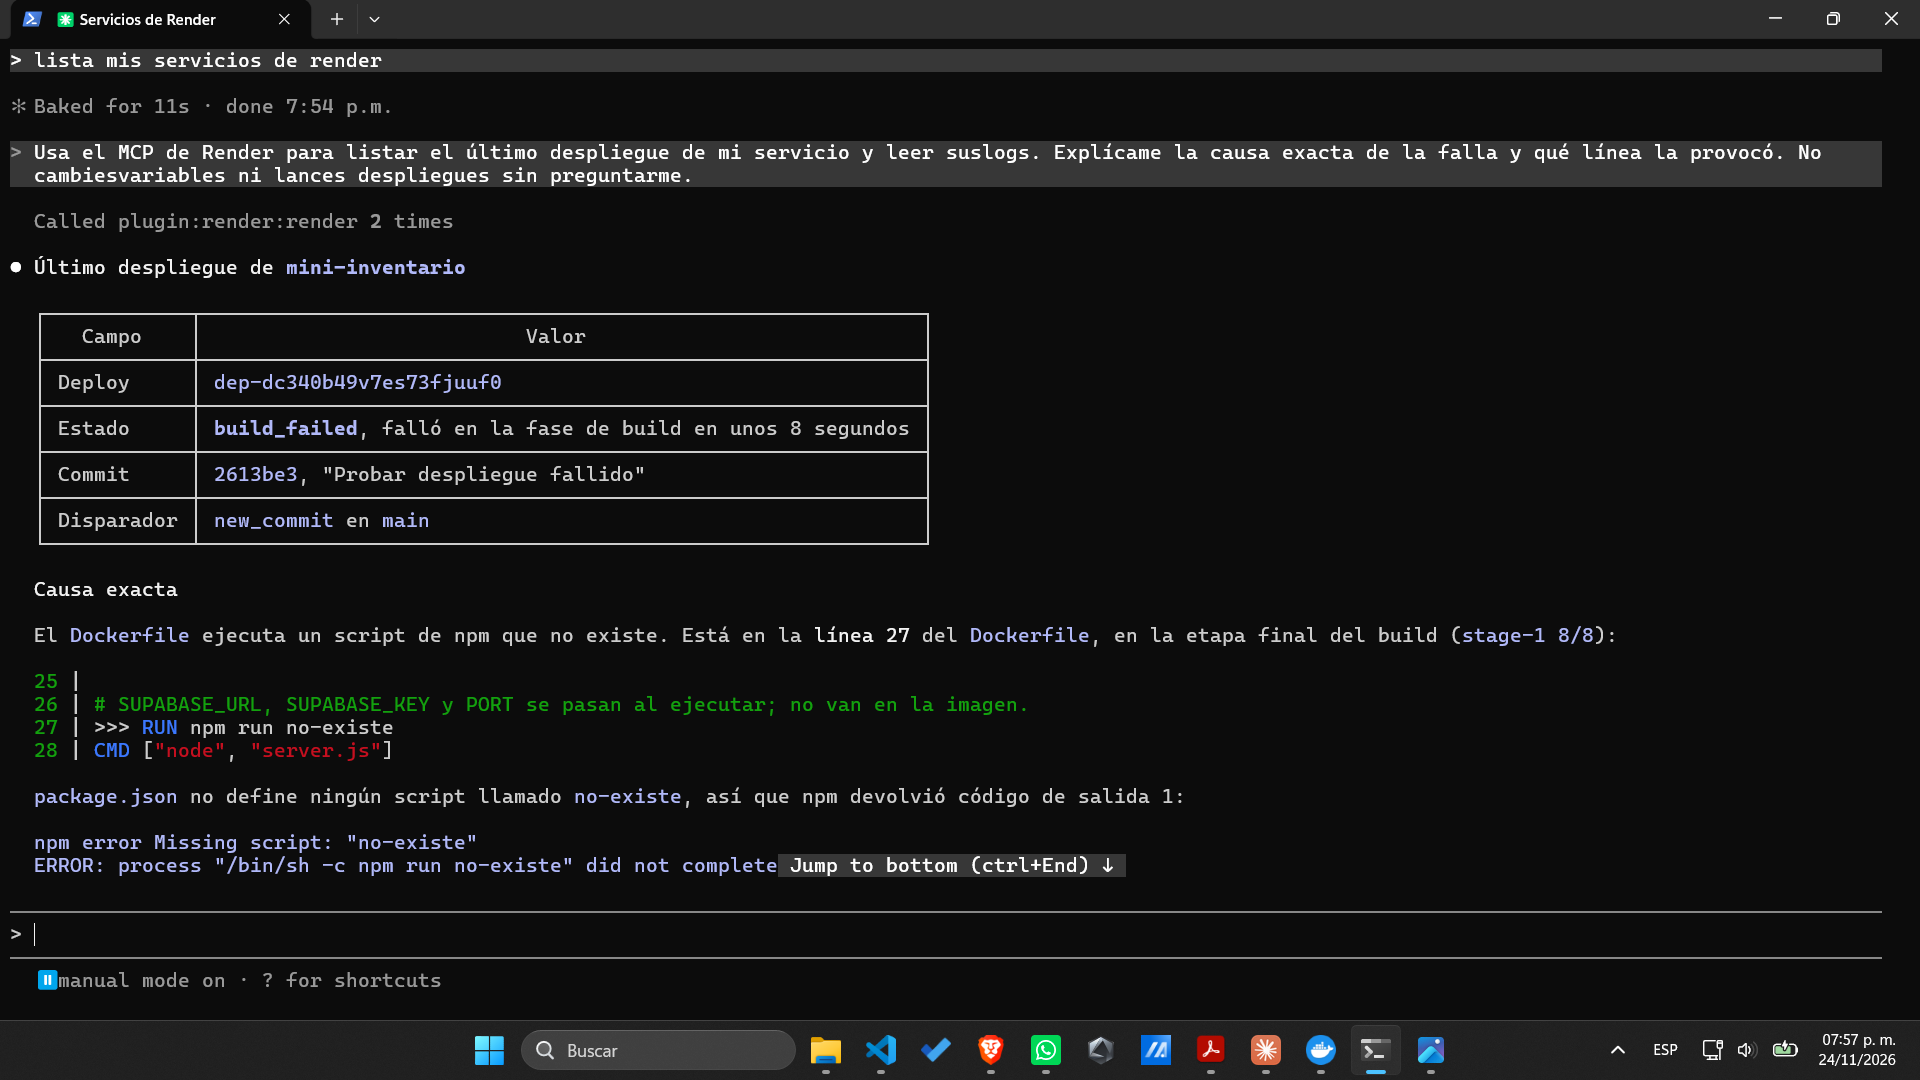 Servicios de Render
> lista mis servicios de render
✻ Baked for 11s · done 7:54 p.m.
> Usa el MCP de Render para listar el último despliegue de mi servicio y leer suslogs. Explícame la causa exacta de la falla y qué línea la provocó. No
cambiesvariables ni lances despliegues sin preguntarme.
Called plugin:render:render 2 times
● Último despliegue de mini-inventario
Campo Valor
Deploy dep-dc340b49v7es73fjuuf0
Estado build_failed, falló en la fase de build en unos 8 segundos
Commit 2613be3, "Probar despliegue fallido"
Disparador new_commit en main
Causa exacta
El Dockerfile ejecuta un script de npm que no existe. Está en la línea 27 del Dockerfile, en la etapa final del build (stage-1 8/8):
25 |
26 | # SUPABASE_URL, SUPABASE_KEY y PORT se pasan al ejecutar; no van en la imagen.
27 | >>> RUN npm run no-existe
28 | CMD ["node", "server.js"]
package.json no define ningún script llamado no-existe, así que npm devolvió código de salida 1:
npm error Missing script: "no-existe"
ERROR: process "/bin/sh -c npm run no-existe" did not complete Jump to bottom (ctrl+End) ↓
>
manual mode on · ? for shortcuts
Buscar
ESP
07:57 p. m.
24/11/2026